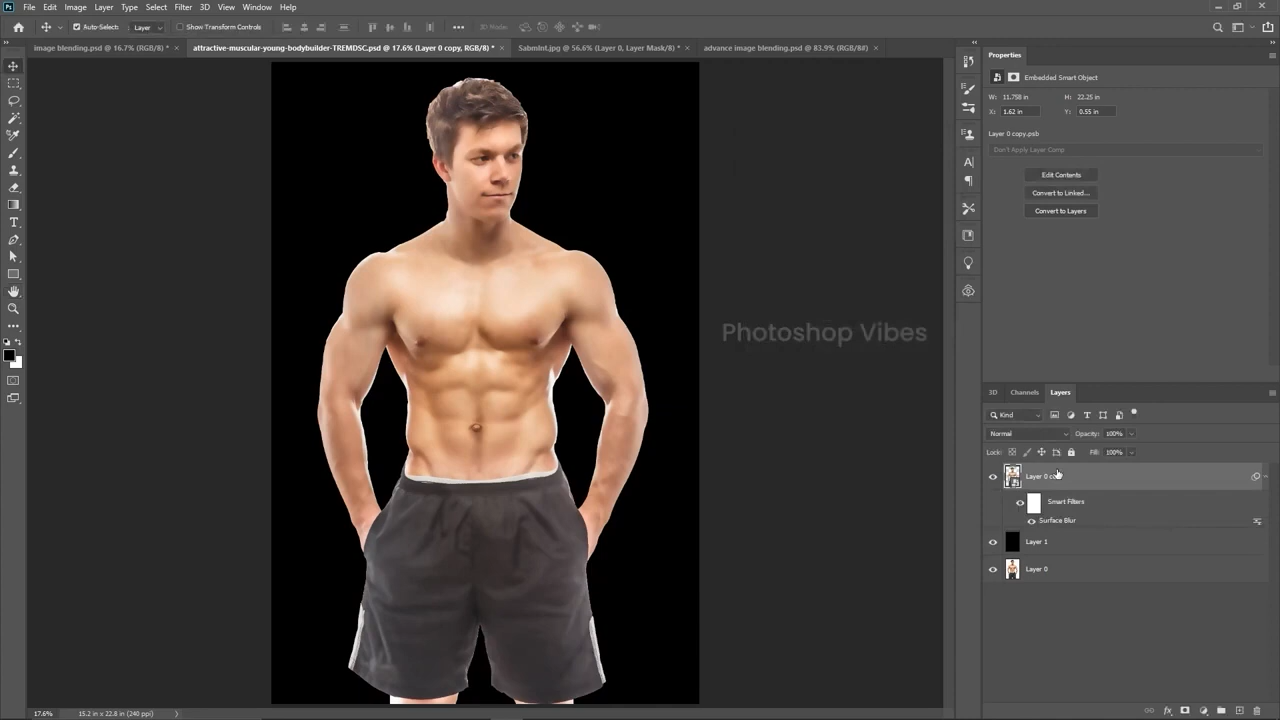 Ps File Edit Image Layer Type Select Filter 3D View Window Help
Auto-Select: Layer Show Transform Controls 3D Mode:
image blending.psd @ 16.7% (RGB/8) * × attractive-muscular-young-bodybuilder-TREMDSC.psd @ 17.6% (Layer 0 copy, RGB/8) * × SabmInt.jpg @ 56.6% (Layer 0, Layer Mask/8) * × advance image blending.psd @ 83.9% (RGB/8#) ×
Properties
Embedded Smart Object
W: 11.758 in H: 22.25 in
X: 1.62 in Y: 0.55 in
Layer 0 copy.psb
Don't Apply Layer Comp
Edit Contents
Convert to Linked...
Convert to Layers
Photoshop Vibes
3D Channels Layers
Kind
Normal Opacity: 100%
Lock: Fill: 100%
Layer 0
Smart Filters
Surface Blur
Layer 1
Layer 0
17.6% 15.2 in x 22.8 in (240 ppi)